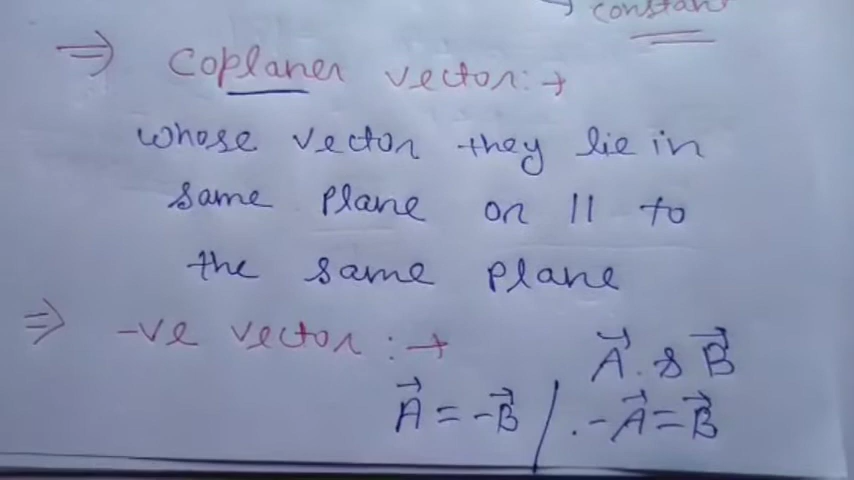 → constant
⇒ Coplaner vector:→
whose vector they lie in
same plane or || to
the same plane
⇒ -ve vector:→ A⃗ & B⃗
A⃗ = -B⃗ / -A⃗ = B⃗